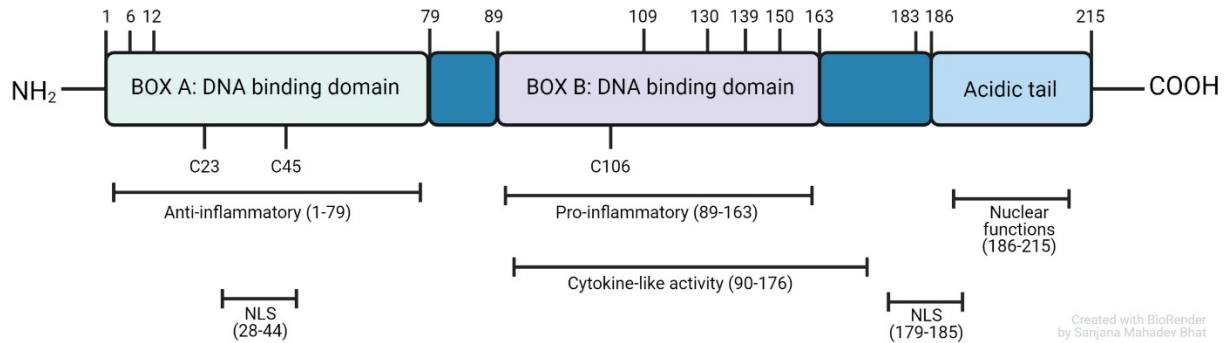 1 6 12 79 89 109 130 139 150 163 183 186 215
NH₂ BOX A: DNA binding domain BOX B: DNA binding domain Acidic tail COOH
C23 C45 C106
Anti-inflammatory (1-79)
Pro-inflammatory (89-163)
Nuclear
functions
(186-215)
Cytokine-like activity (90-176)
NLS
(28-44)
NLS
(179-185)
Created with BioRender
by Sanjana Mahadev Bhat